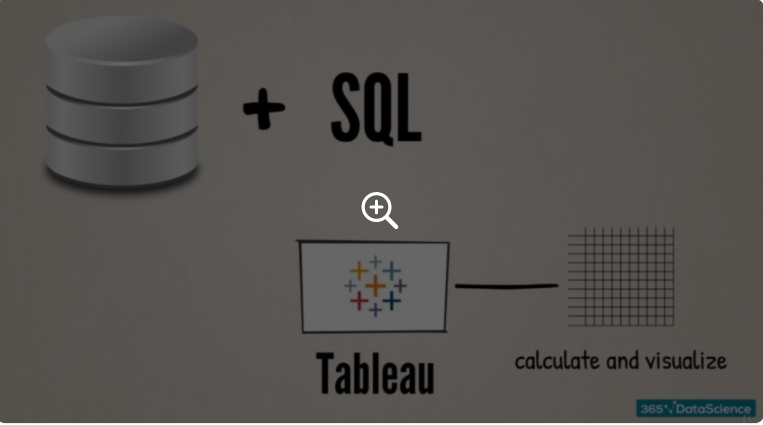 + SQL
Tableau
calculate and visualize
365 DataScience